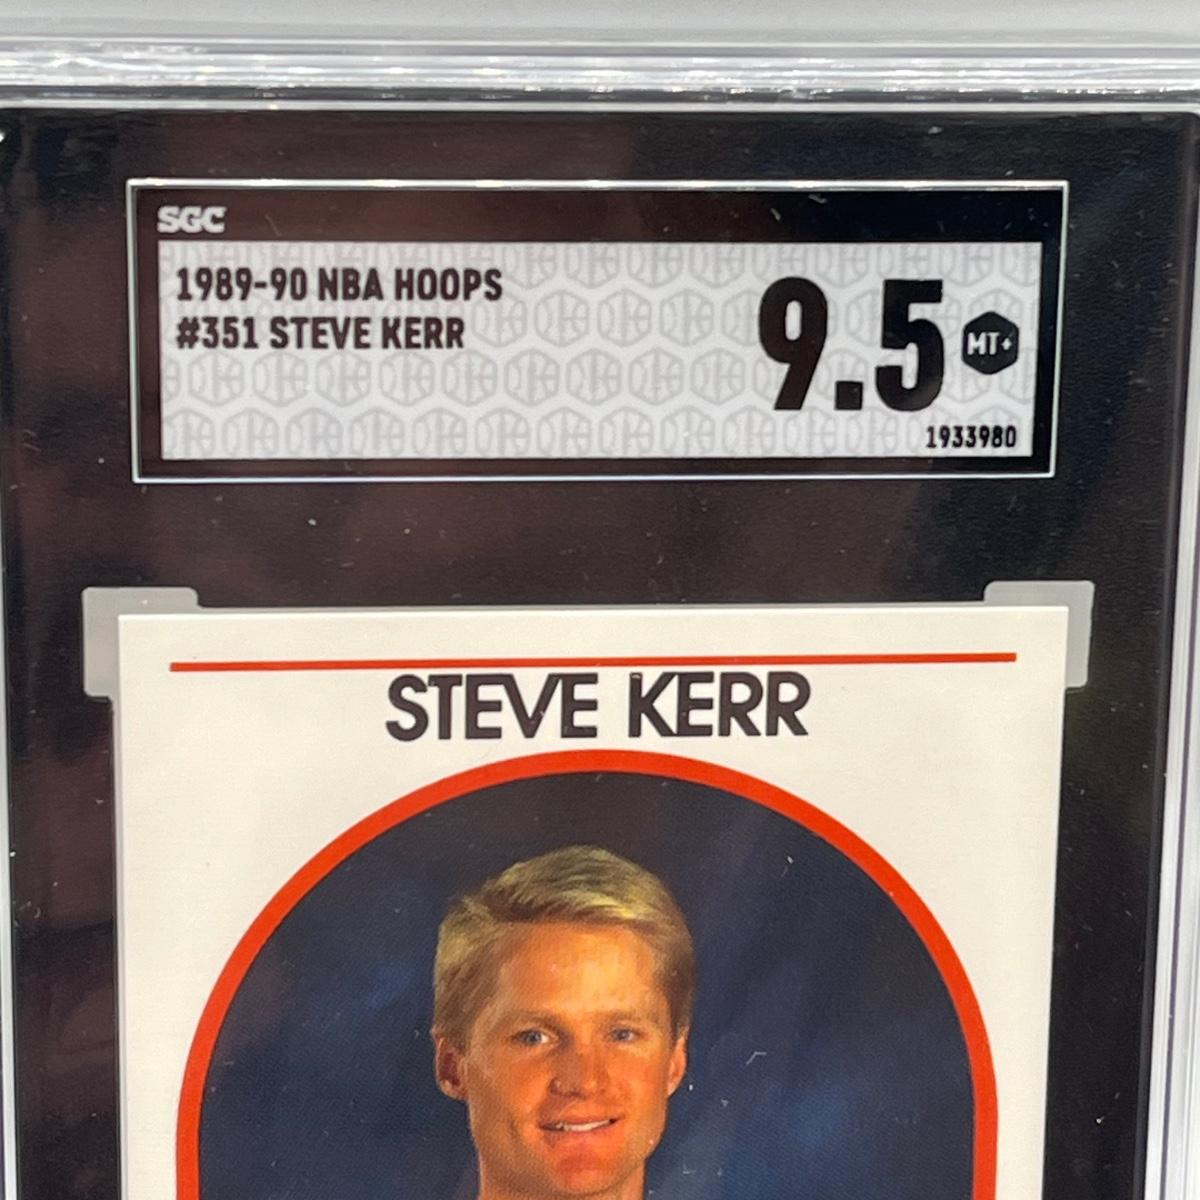 SGC
1989-90 NBA HOOPS
#351 STEVE KERR
9.5 MT+
1933980
STEVE KERR